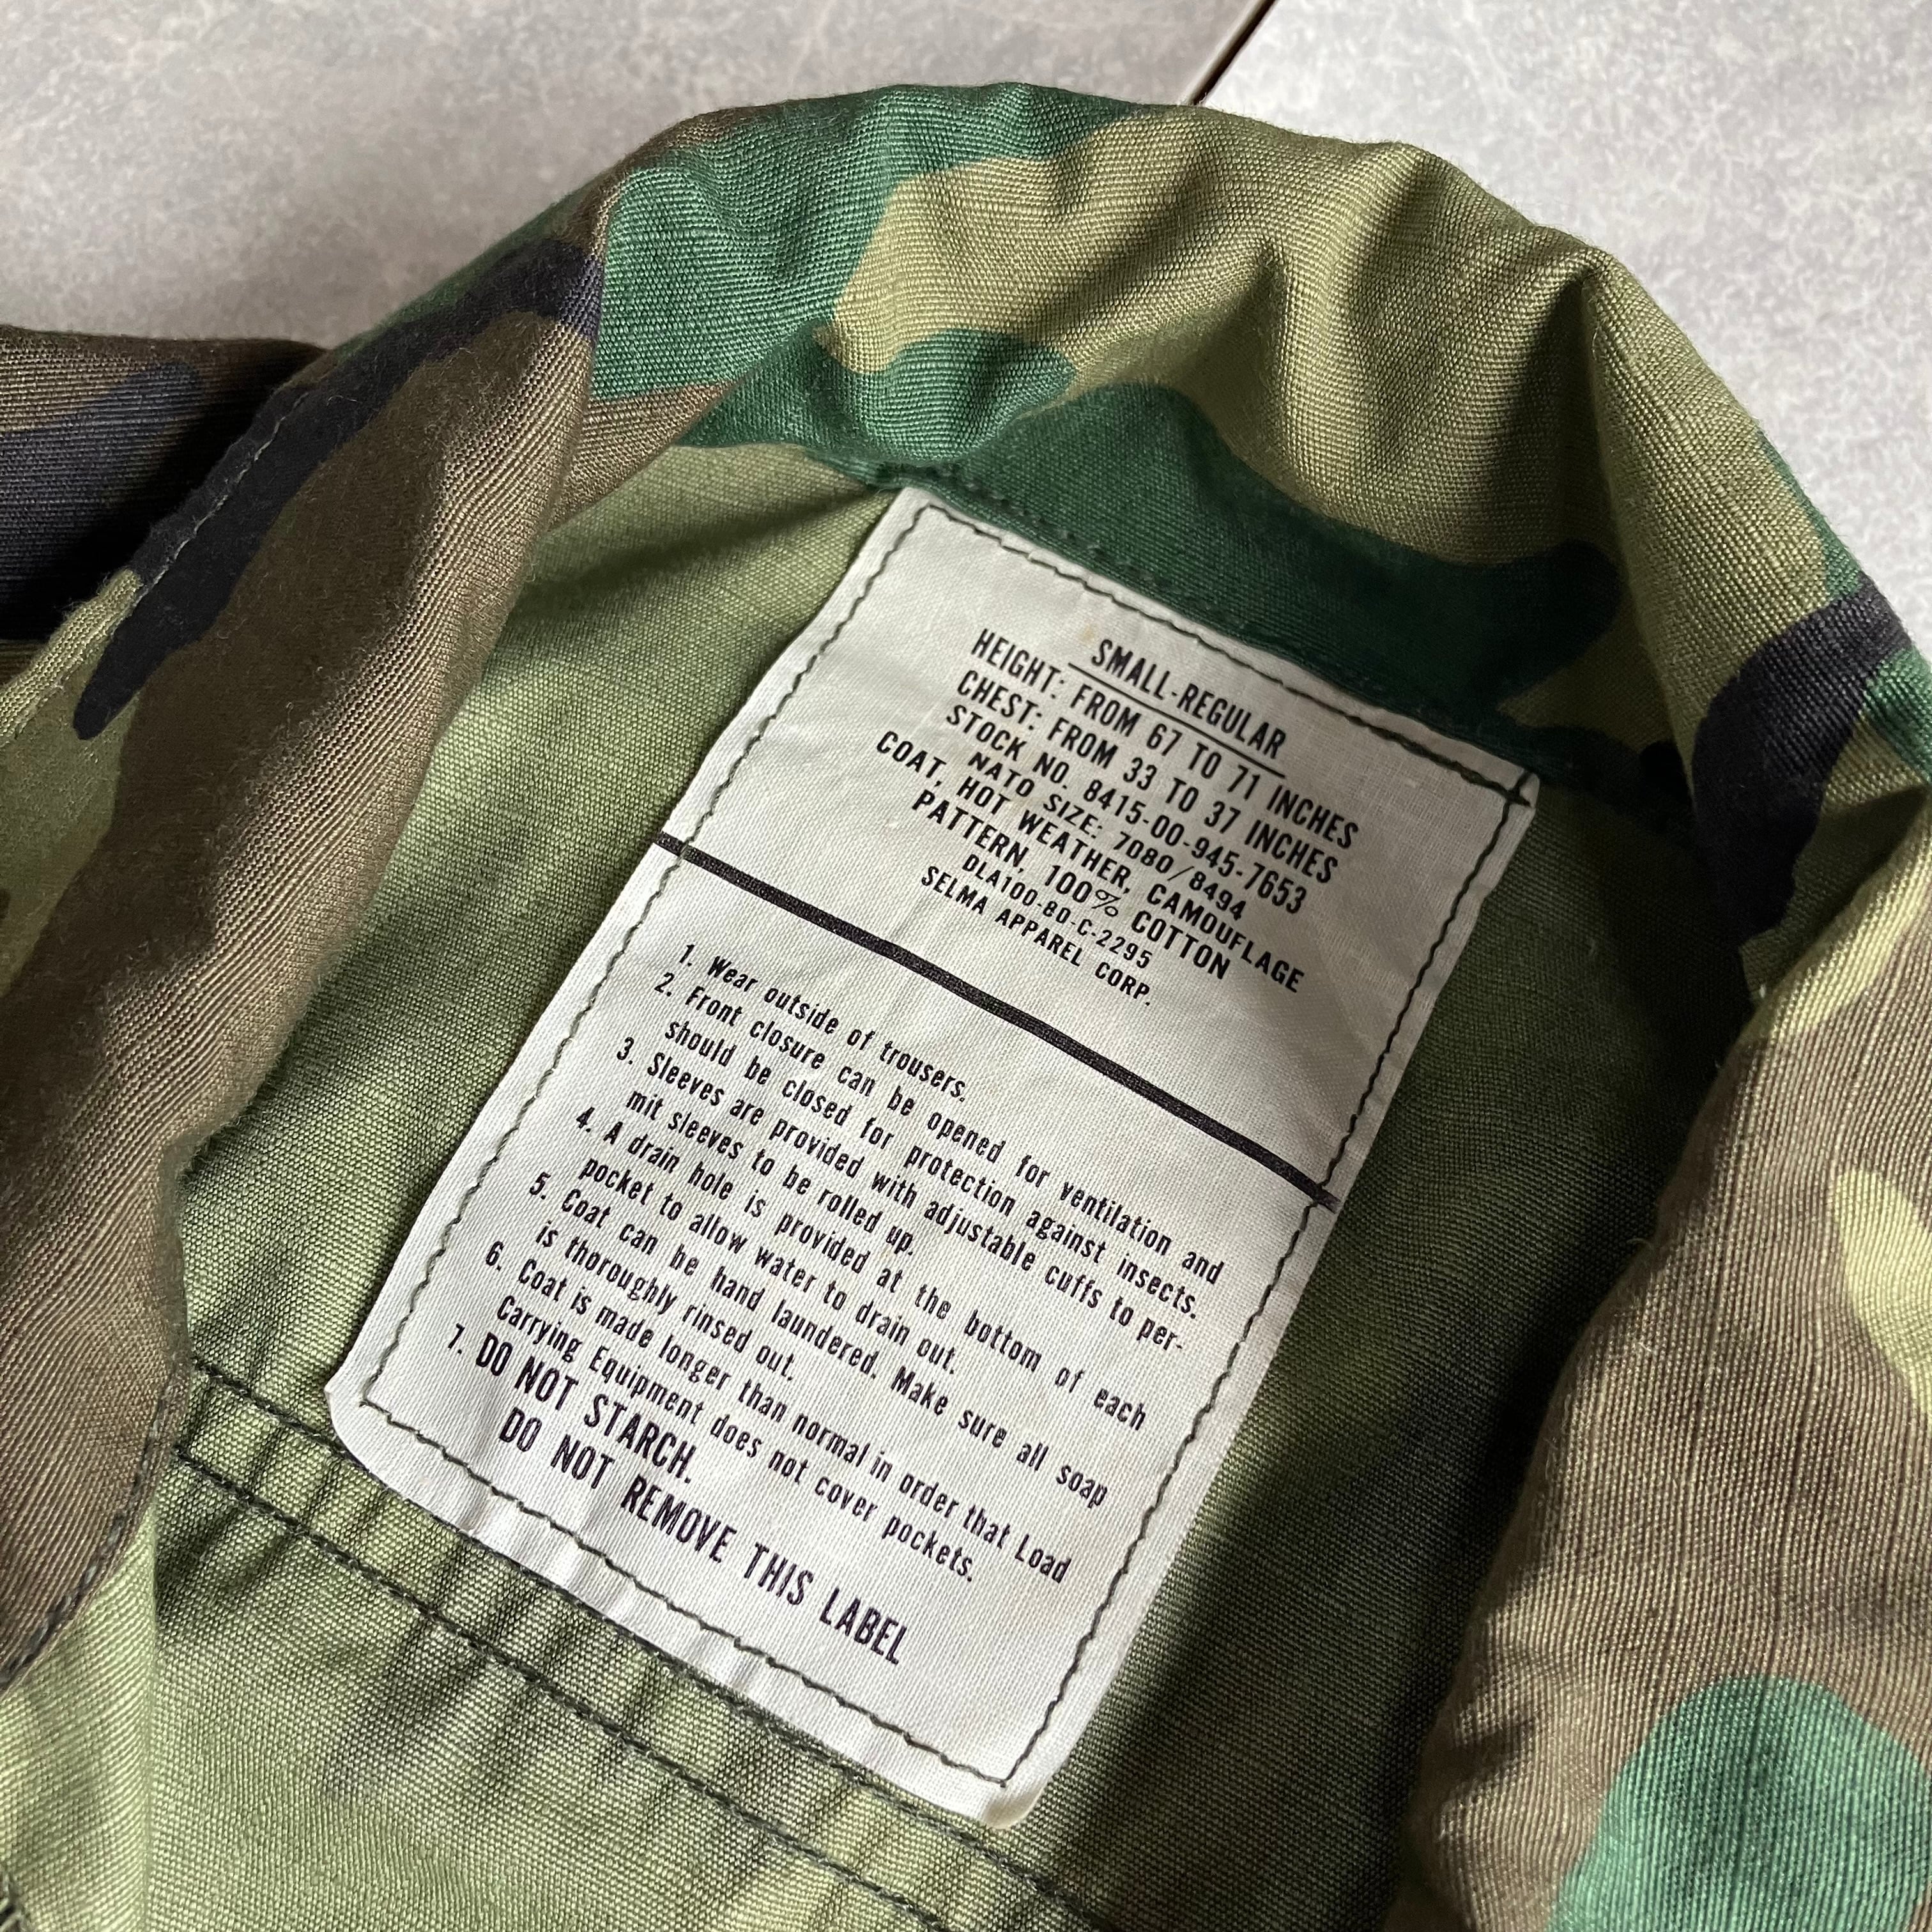 SMALL-REGULAR
HEIGHT: FROM 67 TO 71 INCHES
CHEST: FROM 33 TO 37 INCHES
STOCK NO. 8415-00-945-7653
NATO SIZE: 7080/8494
COAT, HOT WEATHER, CAMOUFLAGE
PATTERN, 100% COTTON
DLA100-80-C-2295
SELMA APPAREL CORP.
1. Wear outside of trousers.
2. Front closure can be opened for ventilation and
should be closed for protection against insects.
3. Sleeves are provided with adjustable cuffs to per-
mit sleeves to be rolled up.
4. A drain hole is provided at the bottom of each
pocket to allow water to drain out.
5. Coat can be hand laundered. Make sure all soap
is thoroughly rinsed out.
6. Coat is made longer than normal in order that Load
Carrying Equipment does not cover pockets.
7. DO NOT STARCH.
DO NOT REMOVE THIS LABEL